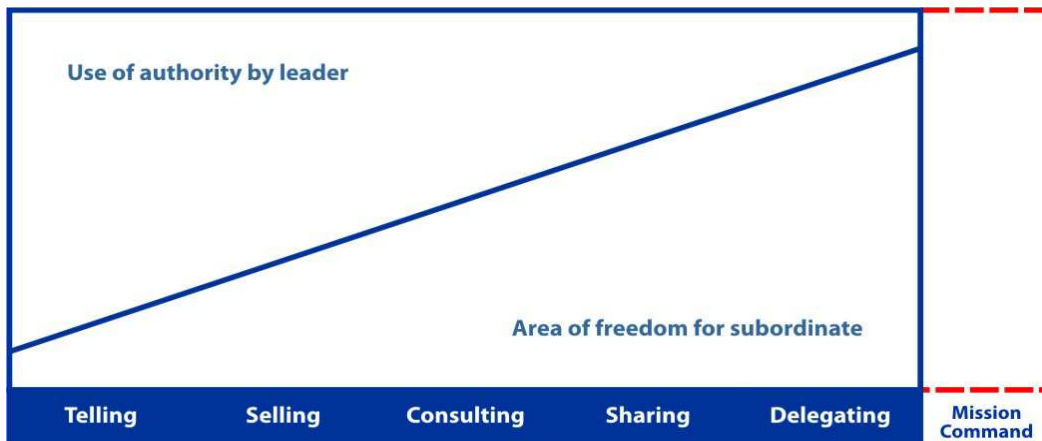 Use of authority by leader
Area of freedom for subordinate
Telling Selling Consulting Sharing Delegating
Mission
Command